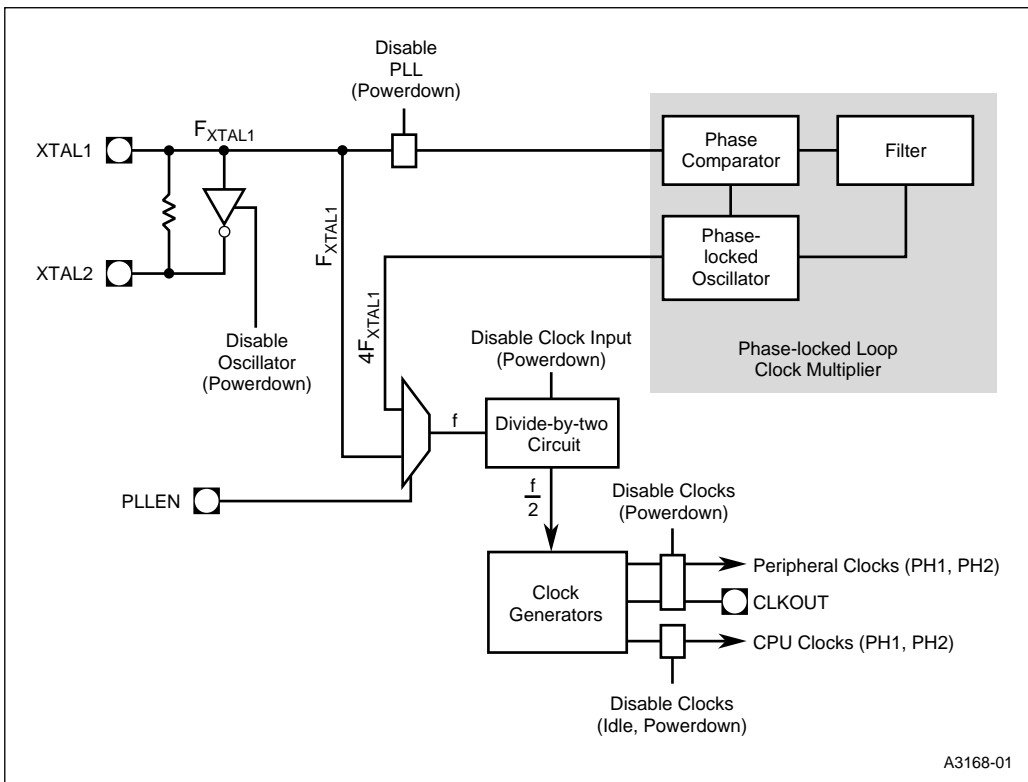 Disable
PLL
(Powerdown)
XTAL1
FXTAL1
Phase
Comparator
Filter
XTAL2
FXTAL1
4FXTAL1
Phase-
locked
Oscillator
Disable
Oscillator
(Powerdown)
Disable Clock Input
(Powerdown)
Phase-locked Loop
Clock Multiplier
f
Divide-by-two
Circuit
PLLEN
f
2
Disable Clocks
(Powerdown)
Clock
Generators
Peripheral Clocks (PH1, PH2)
CLKOUT
CPU Clocks (PH1, PH2)
Disable Clocks
(Idle, Powerdown)
A3168-01